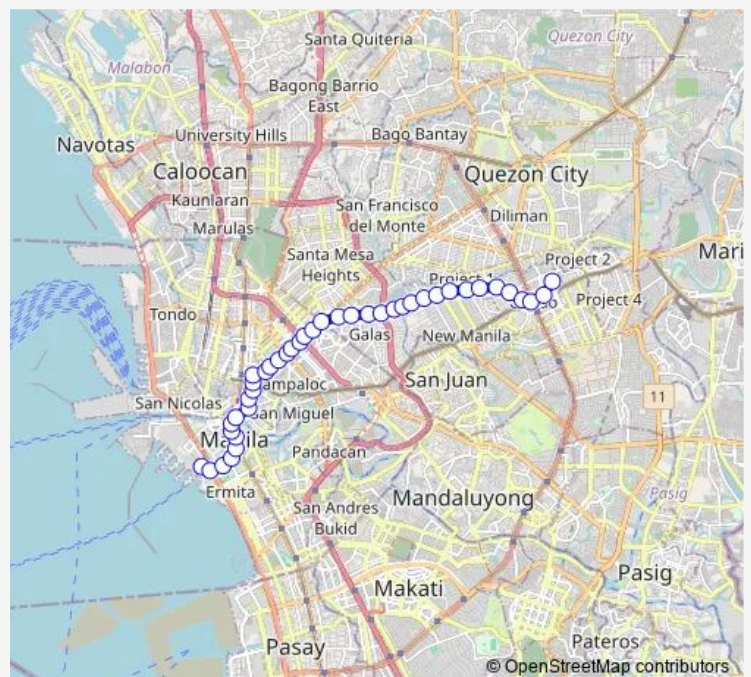 Santa Quiteria
Quezon City
Malabon
Bagong Barrio
East
Navotas
University Hills
Bago Bantay
Caloocan
Quezon City
Kaunlaran
San Francisco
del Monte
Marulas
Diliman
Santa Mesa
Heights
Project 2
Mari
Project 1
Project 4
Tondo
Galas
New Manila
San Juan
11
San Nicolas
San Miguel
Manila
Pandacan
Ermita
Pasig
San Andres
Bukid
Mandaluyong
Pasig
Makati
Pasay
Pateros
© OpenStreetMap contributors